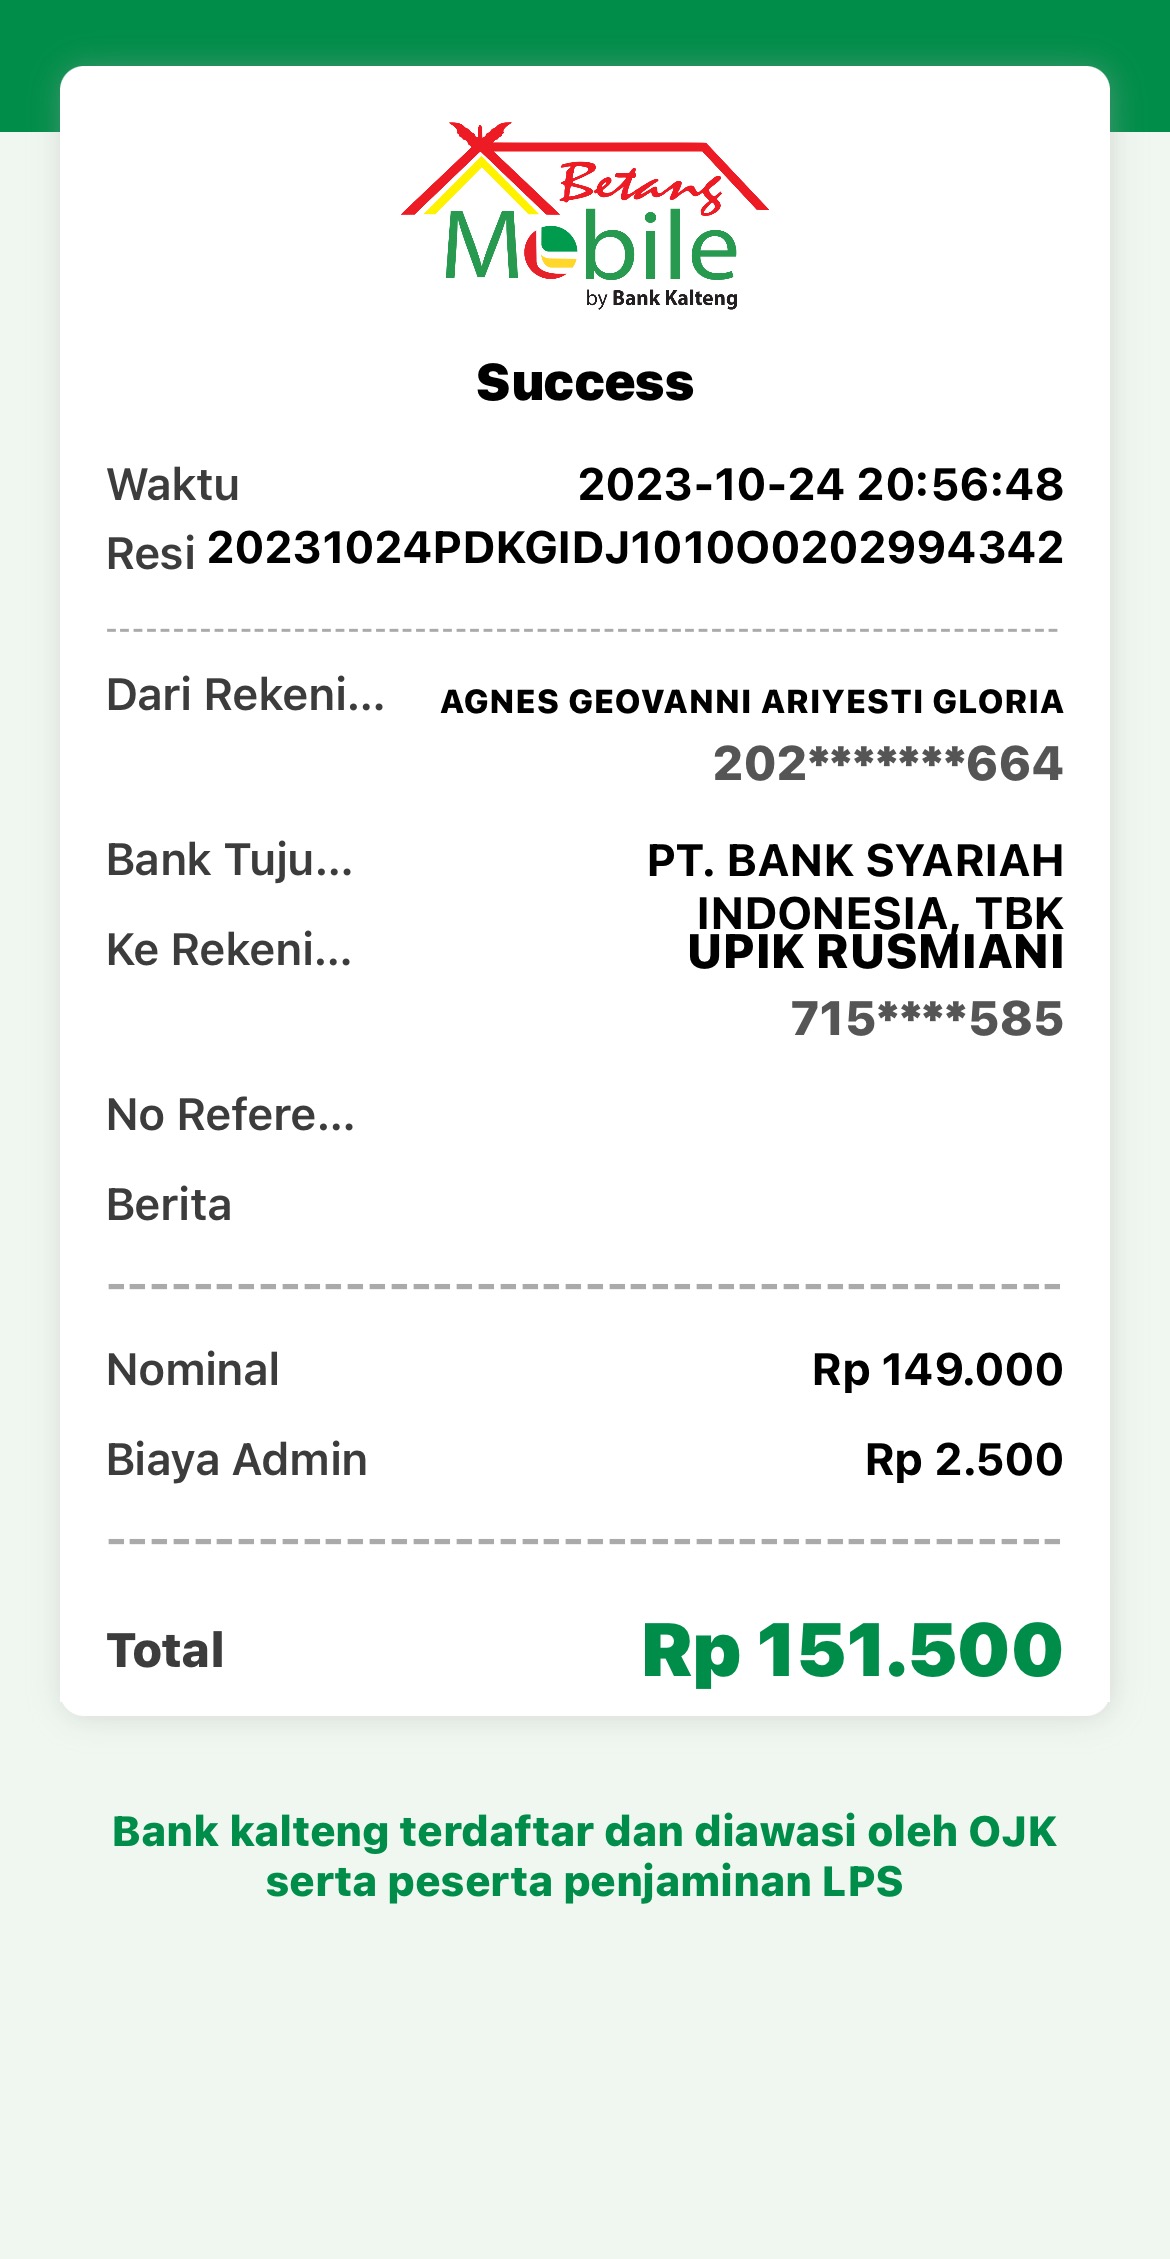 Betang
Mobile
by Bank Kalteng
Success
Waktu 2023-10-24 20:56:48
Resi 20231024PDKGIDJ1010O0202994342
Dari Rekeni... AGNES GEOVANNI ARIYESTI GLORIA
202*******664
Bank Tuju... PT. BANK SYARIAH
INDONESIA, TBK
Ke Rekeni... UPIK RUSMIANI
715****585
No Refere...
Berita
Nominal Rp 149.000
Biaya Admin Rp 2.500
Total Rp 151.500
Bank kalteng terdaftar dan diawasi oleh OJK
serta peserta penjaminan LPS